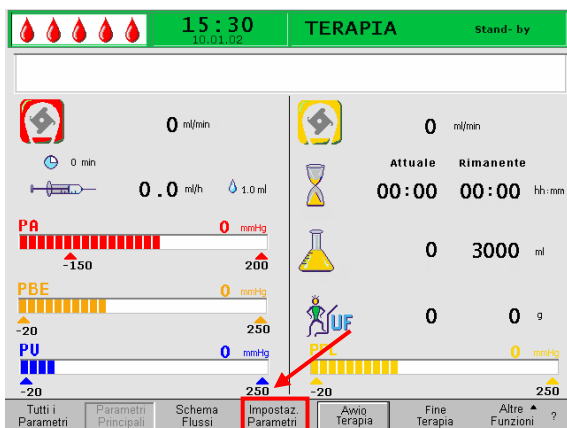 15:30
10.01.02
TERAPIA
Stand- by
0 ml/min
0 ml/min
0 min
Attuale Rimanente
0.0 ml/h 1.0 ml
00:00 00:00 hh:mm
PA 0 mmHg
-150 200
0 3000 ml
PBE 0 mmHg
-20 250
UF 0 0 g
PV 0 mmHg
PPL 0 mmHg
-20 250
-20 250
Tutti i Parametri
Parametri Principali
Schema Flussi
Impostaz. Parametri
Avvio Terapia
Fine Terapia
Altre Funzioni
?